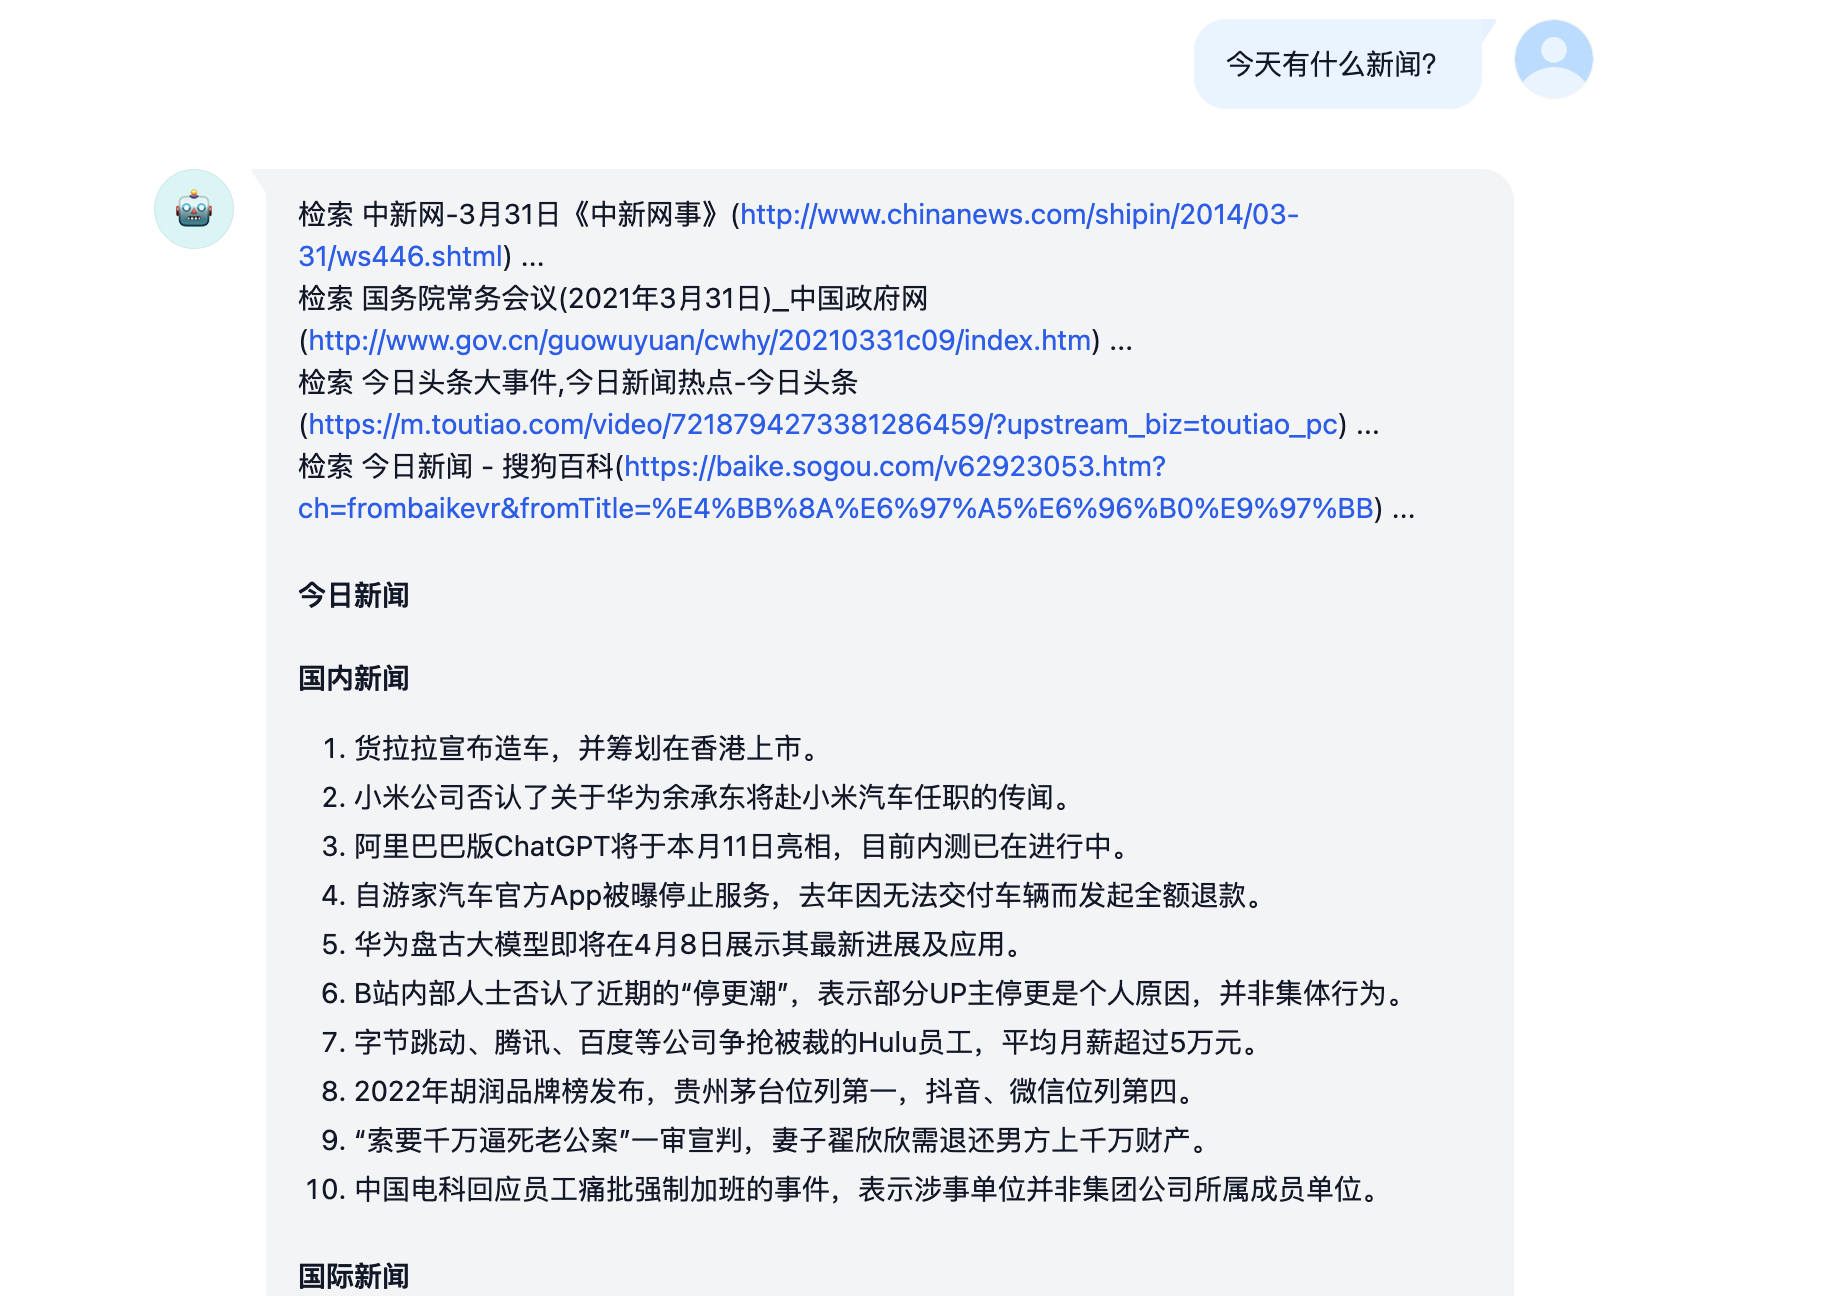 今天有什么新闻?
检索 中新网-3月31日《中新网事》(http://www.chinanews.com/shipin/2014/03-
31/ws446.shtml) ...
检索 国务院常务会议(2021年3月31日)_中国政府网
(http://www.gov.cn/guowuyuan/cwhy/20210331c09/index.htm) ...
检索 今日头条大事件,今日新闻热点-今日头条
(https://m.toutiao.com/video/7218794273381286459/?upstream_biz=toutiao_pc) ...
检索 今日新闻 - 搜狗百科(https://baike.sogou.com/v62923053.htm?
ch=frombaikevr&fromTitle=%E4%BB%8A%E6%97%A5%E6%96%B0%E9%97%BB) ...
今日新闻
国内新闻
1. 货拉拉宣布造车，并筹划在香港上市。
2. 小米公司否认了关于华为余承东将赴小米汽车任职的传闻。
3. 阿里巴巴版ChatGPT将于本月11日亮相，目前内测已在进行中。
4. 自游家汽车官方App被曝停止服务，去年因无法交付车辆而发起全额退款。
5. 华为盘古大模型即将在4月8日展示其最新进展及应用。
6. B站内部人士否认了近期的“停更潮”，表示部分UP主停更是个人原因，并非集体行为。
7. 字节跳动、腾讯、百度等公司争抢被裁的Hulu员工，平均月薪超过5万元。
8. 2022年胡润品牌榜发布，贵州茅台位列第一，抖音、微信位列第四。
9. “索要千万逼死老公案”一审宣判，妻子翟欣欣需退还男方上千万财产。
10. 中国电科回应员工痛批强制加班的事件，表示涉事单位并非集团公司所属成员单位。
国际新闻